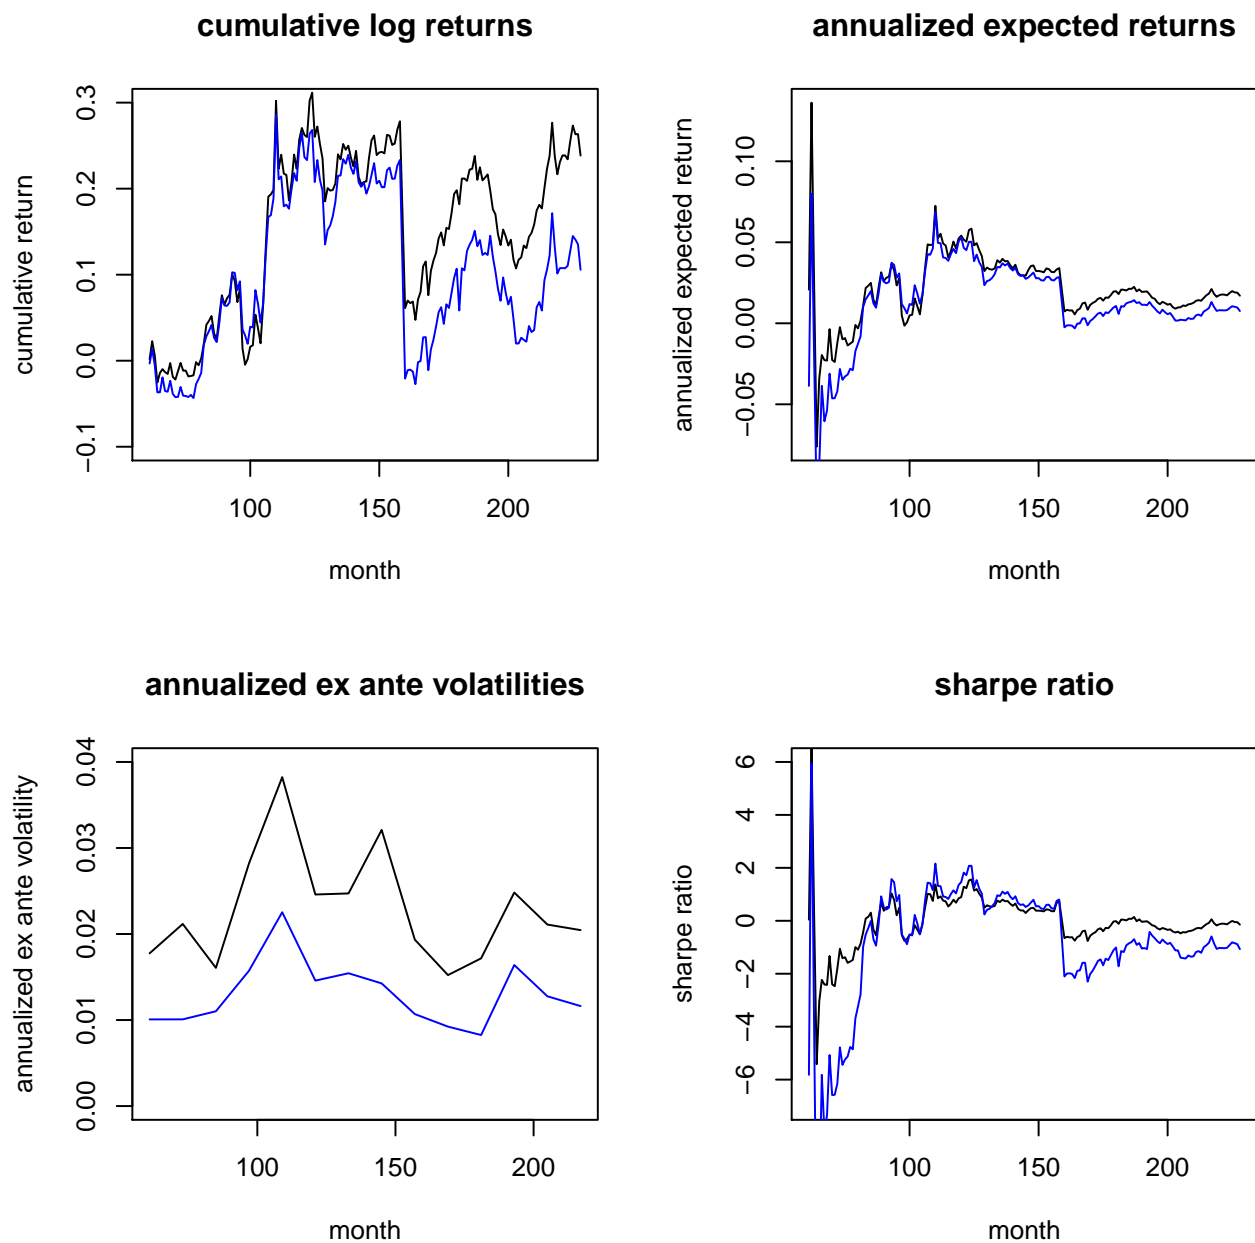 cumulative log returns
cumulative return
0.3
0.2
0.1
0.0
−0.1
100 150 200
month
annualized expected returns
annualized expected return
0.10
0.05
0.00
−0.05
100 150 200
month
annualized ex ante volatilities
annualized ex ante volatility
0.04
0.03
0.02
0.01
0.00
100 150 200
month
sharpe ratio
sharpe ratio
6
4
2
0
−2
−4
−6
100 150 200
month